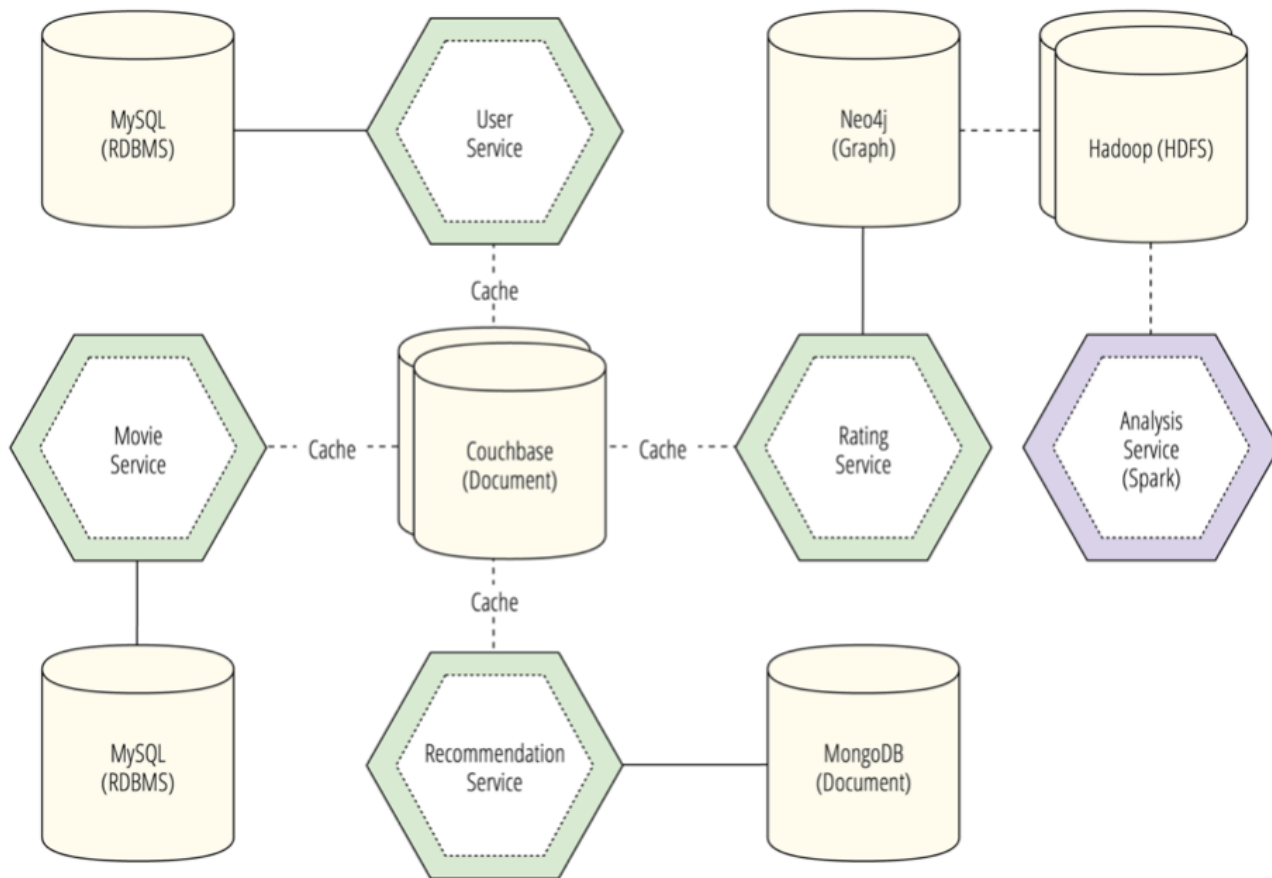 MySQL
(RDBMS)
User
Service
Neo4j
(Graph)
Hadoop (HDFS)
Cache
Movie
Service
Cache
Couchbase
(Document)
Cache
Rating
Service
Analysis
Service
(Spark)
Cache
MySQL
(RDBMS)
Recommendation
Service
MongoDB
(Document)